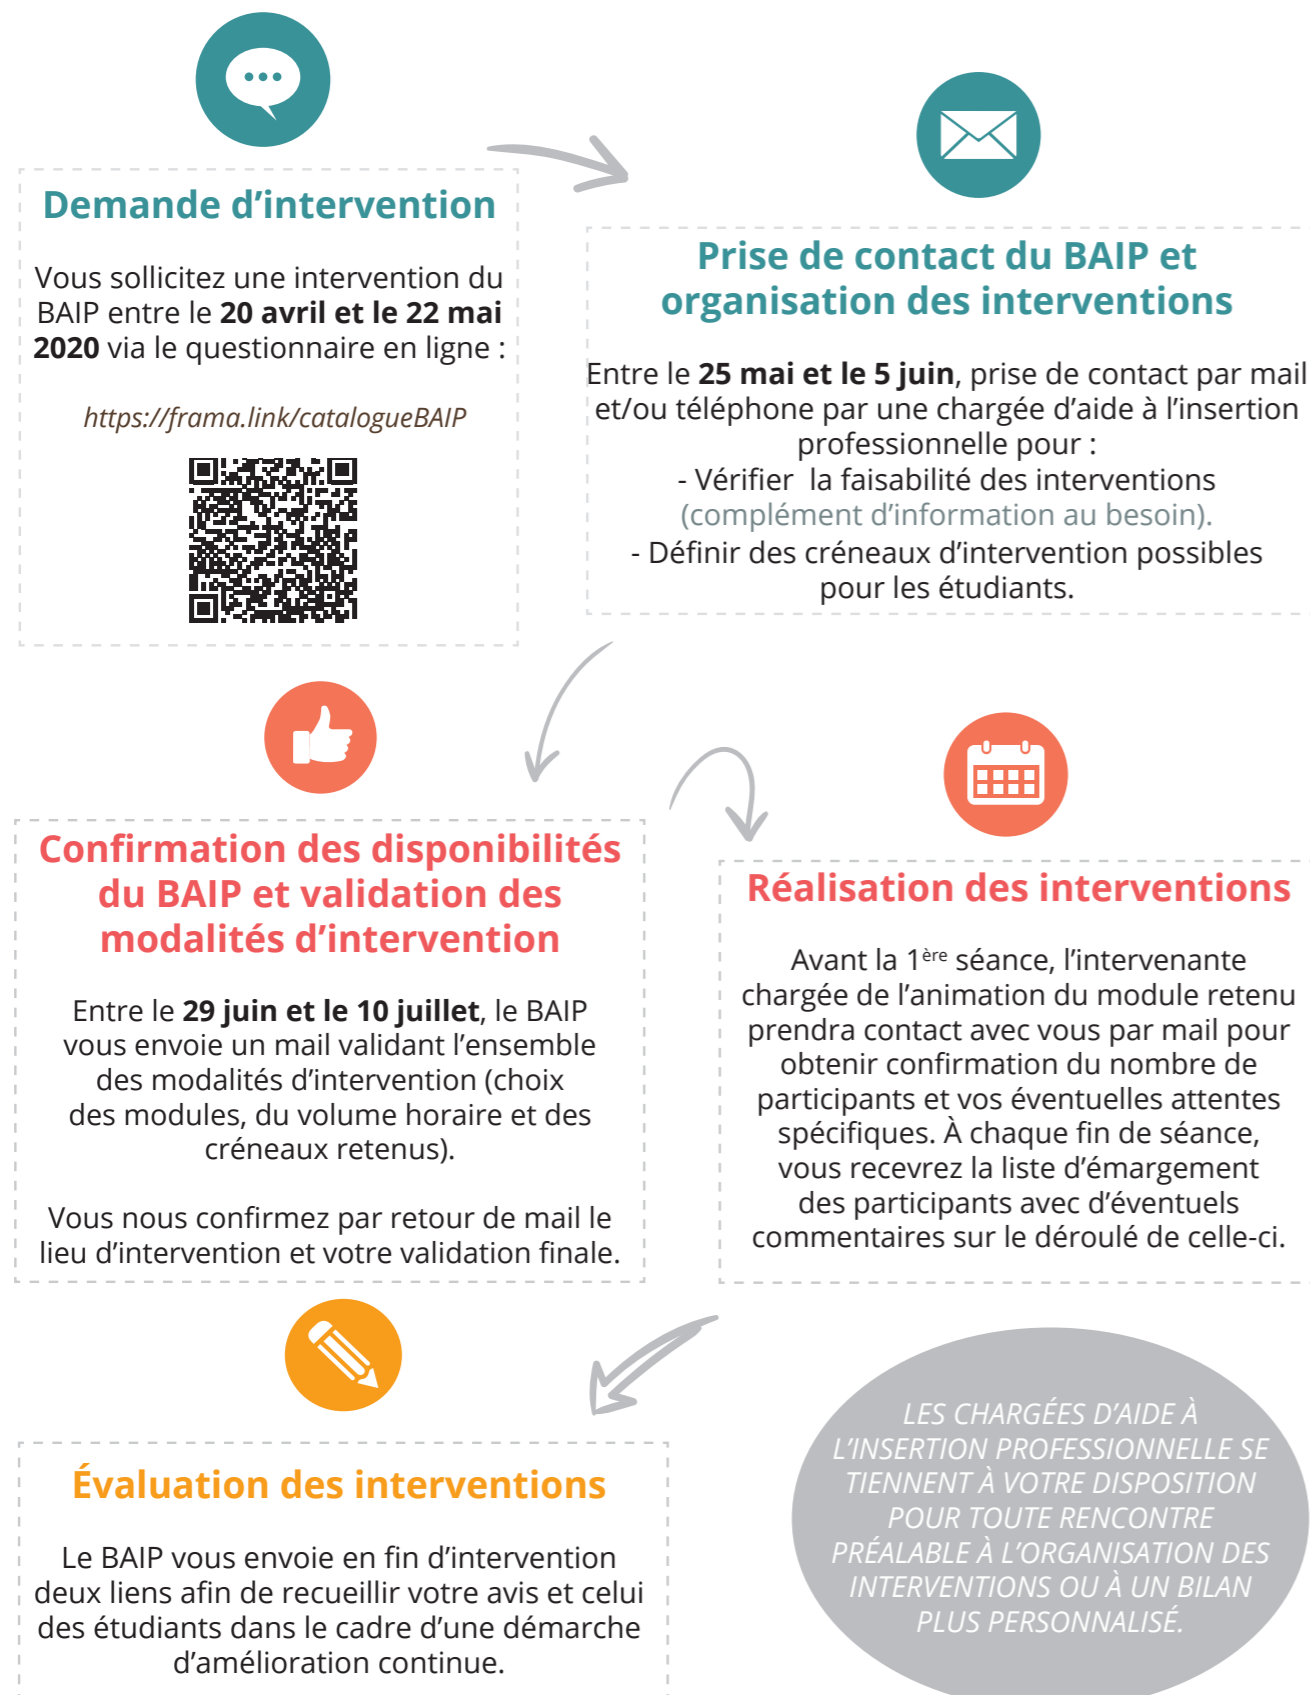 Demande d’intervention
Vous sollicitez une intervention du
BAIP entre le 20 avril et le 22 mai
2020 via le questionnaire en ligne :
https://frama.link/catalogueBAIP
Prise de contact du BAIP et
organisation des interventions
Entre le 25 mai et le 5 juin, prise de contact par mail
et/ou téléphone par une chargée d’aide à l’insertion
professionnelle pour :
- Vérifier  la faisabilité des interventions
(complément d’information au besoin).
- Définir des créneaux d’intervention possibles
pour les étudiants.
Confirmation des disponibilités
du BAIP et validation des
modalités d’intervention
Entre le 29 juin et le 10 juillet, le BAIP
vous envoie un mail validant l’ensemble
des modalités d’intervention (choix
des modules, du volume horaire et des
créneaux retenus).
Vous nous confirmez par retour de mail le
lieu d’intervention et votre validation finale.
Réalisation des interventions
Avant la 1ère séance, l’intervenante
chargée de l’animation du module retenu
prendra contact avec vous par mail pour
obtenir confirmation du nombre de
participants et vos éventuelles attentes
spécifiques. À chaque fin de séance,
vous recevrez la liste d’émargement
des participants avec d’éventuels
commentaires sur le déroulé de celle-ci.
Évaluation des interventions
Le BAIP vous envoie en fin d’intervention
deux liens afin de recueillir votre avis et celui
des étudiants dans le cadre d’une démarche
d’amélioration continue.
LES CHARGÉES D’AIDE À
L’INSERTION PROFESSIONNELLE SE
TIENNENT À VOTRE DISPOSITION
POUR TOUTE RENCONTRE
PRÉALABLE À L’ORGANISATION DES
INTERVENTIONS OU À UN BILAN
PLUS PERSONNALISÉ.